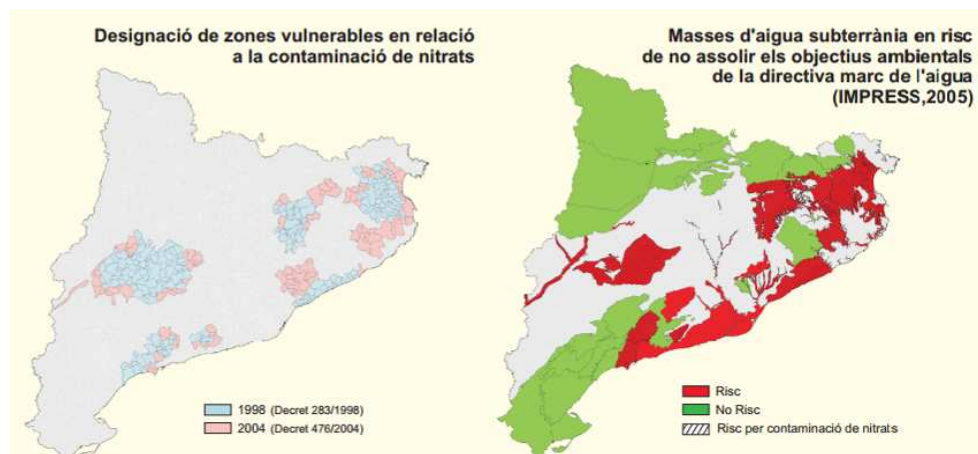 Designació de zones vulnerables en relació
a la contaminació de nitrats
1998 (Decret 283/1998)
2004 (Decret 476/2004)
Masses d'aigua subterrània en risc
de no assolir els objectius ambientals
de la directiva marc de l'aigua
(IMPRESS,2005)
Risc
No Risc
Risc per contaminació de nitrats